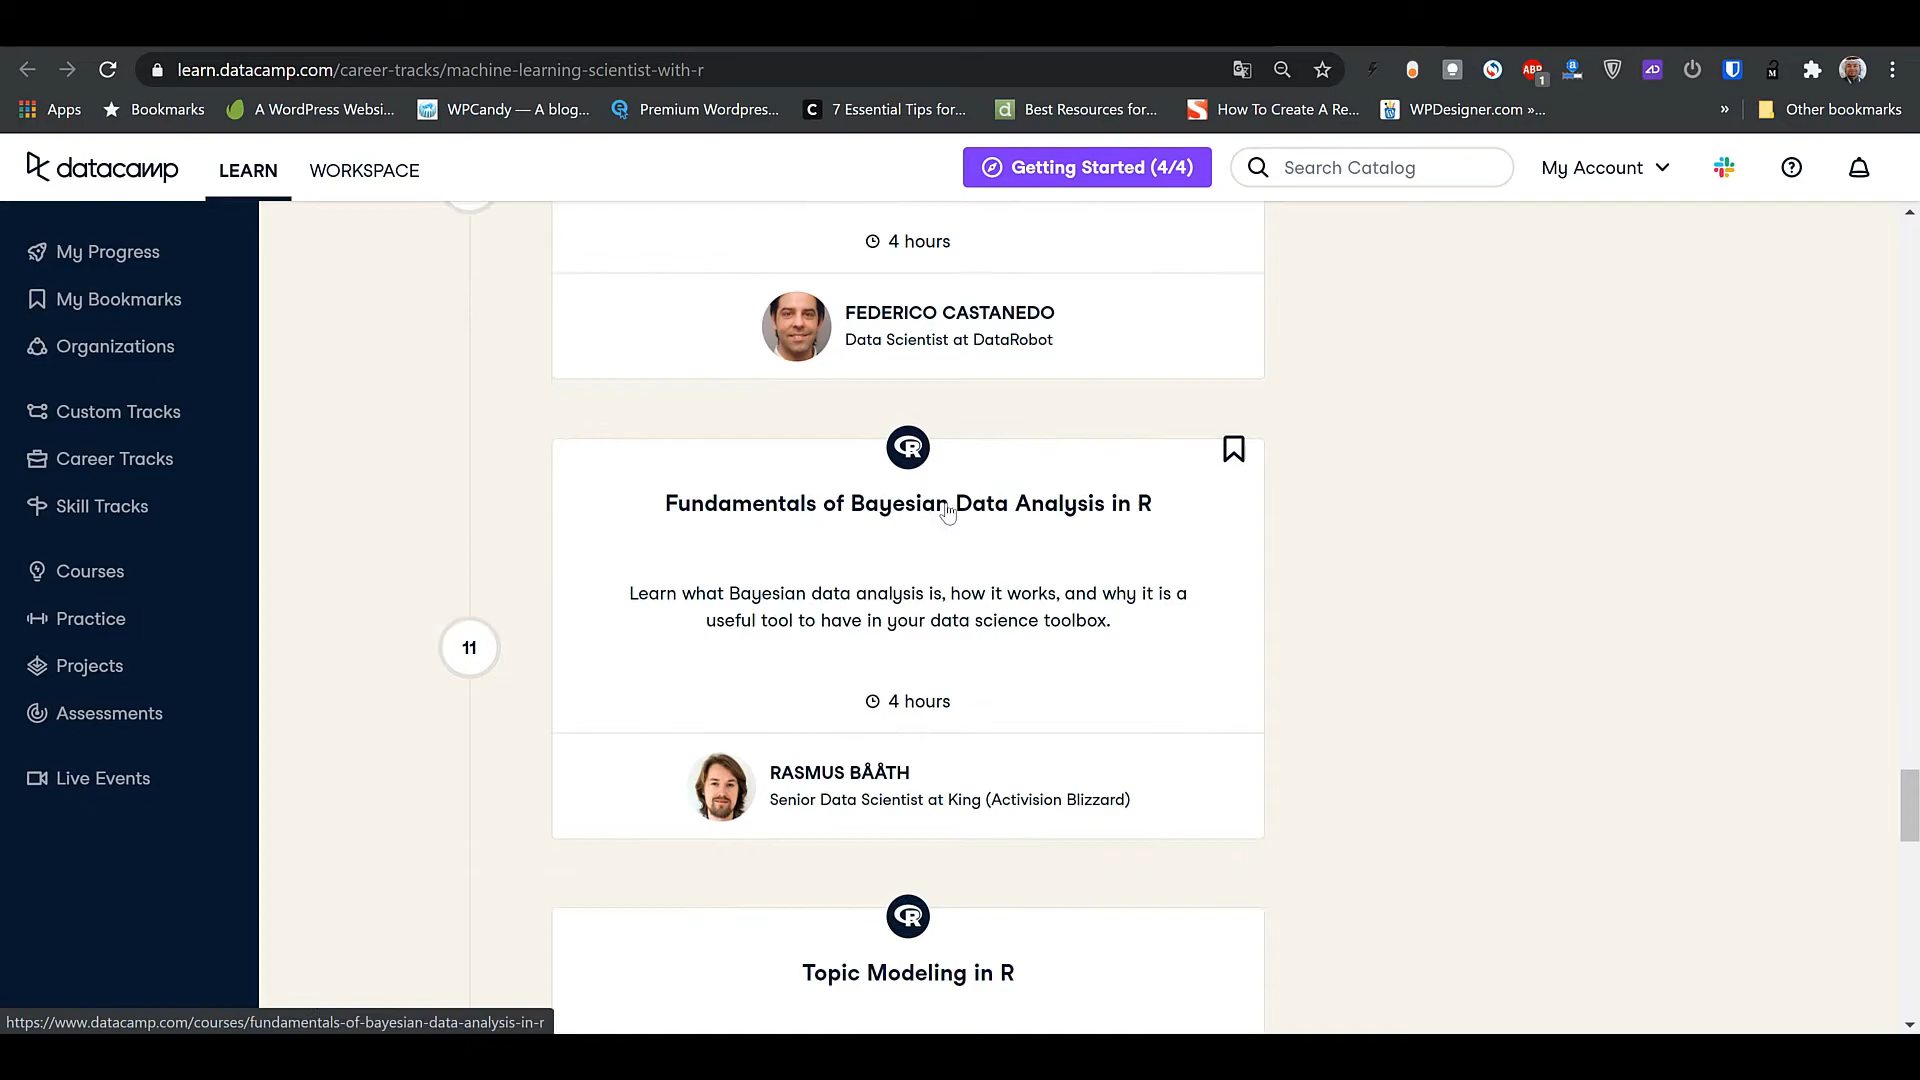 learn.datacamp.com/career-tracks/machine-learning-scientist-with-r
ABP
1
Apps
Bookmarks
A WordPress Websi...
WPCandy — A blog...
Premium Wordpres...
7 Essential Tips for...
Best Resources for...
How To Create A Re...
WPDesigner.com »...
»
Other bookmarks
datacamp
LEARN
WORKSPACE
Getting Started (4/4)
Search Catalog
My Account
My Progress
My Bookmarks
Organizations
Custom Tracks
Career Tracks
Skill Tracks
Courses
Practice
Projects
Assessments
Live Events
4 hours
FEDERICO CASTANEDO
Data Scientist at DataRobot
R
Fundamentals of Bayesian Data Analysis in R
Learn what Bayesian data analysis is, how it works, and why it is a
useful tool to have in your data science toolbox.
11
4 hours
RASMUS BÅÅTH
Senior Data Scientist at King (Activision Blizzard)
R
Topic Modeling in R
https://www.datacamp.com/courses/fundamentals-of-bayesian-data-analysis-in-r